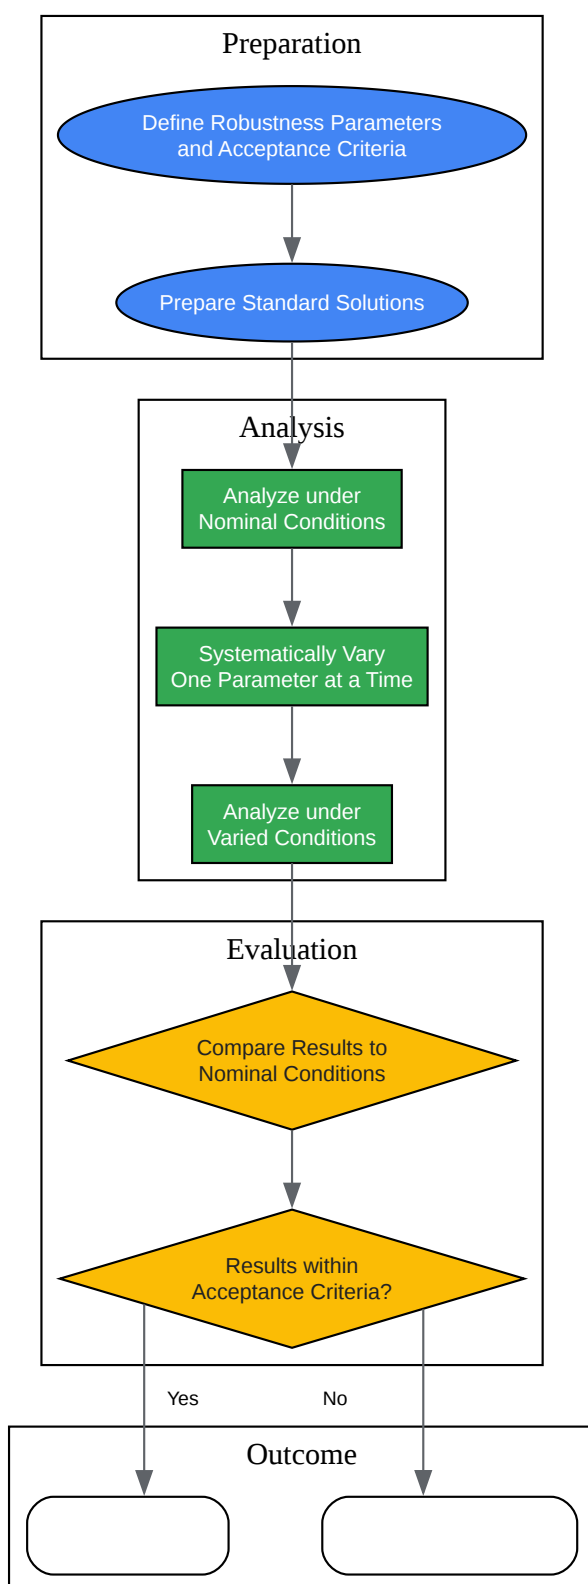 Preparation
Define Robustness Parameters
and Acceptance Criteria
Prepare Standard Solutions
Analysis
Analyze under
Nominal Conditions
Systematically Vary
One Parameter at a Time
Analyze under
Varied Conditions
Evaluation
Compare Results to
Nominal Conditions
Results within
Acceptance Criteria?
Yes
No
Outcome